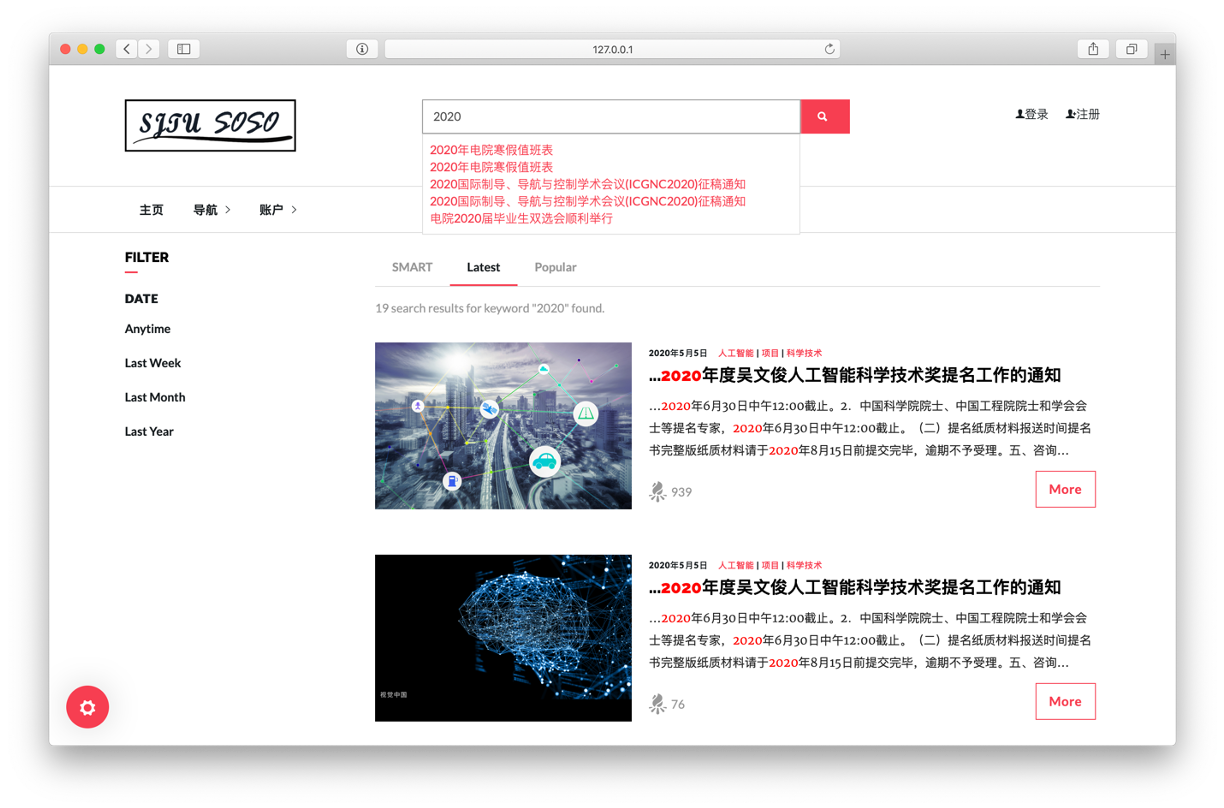 127.0.0.1
SJTU SOSO
2020
登录 注册
2020年电院寒假值班表
2020年电院寒假值班表
2020国际制导、导航与控制学术会议(ICGNC2020)征稿通知
2020国际制导、导航与控制学术会议(ICGNC2020)征稿通知
电院2020届毕业生双选会顺利举行
主页 导航 账户
FILTER
DATE
Anytime
Last Week
Last Month
Last Year
SMART Latest Popular
19 search results for keyword "2020" found.
2020年5月5日 人工智能 | 项目 | 科学技术
...2020年度吴文俊人工智能科学技术奖提名工作的通知
...2020年6月30日中午12:00截止。2．中国科学院院士、中国工程院院士和学会会
士等提名专家，2020年6月30日中午12:00截止。（二）提名纸质材料报送时间提名
书完整版纸质材料请于2020年8月15日前提交完毕，逾期不予受理。五、咨询...
939
More
2020年5月5日 人工智能 | 项目 | 科学技术
...2020年度吴文俊人工智能科学技术奖提名工作的通知
...2020年6月30日中午12:00截止。2．中国科学院院士、中国工程院院士和学会会
士等提名专家，2020年6月30日中午12:00截止。（二）提名纸质材料报送时间提名
书完整版纸质材料请于2020年8月15日前提交完毕，逾期不予受理。五、咨询...
视觉中国
76
More